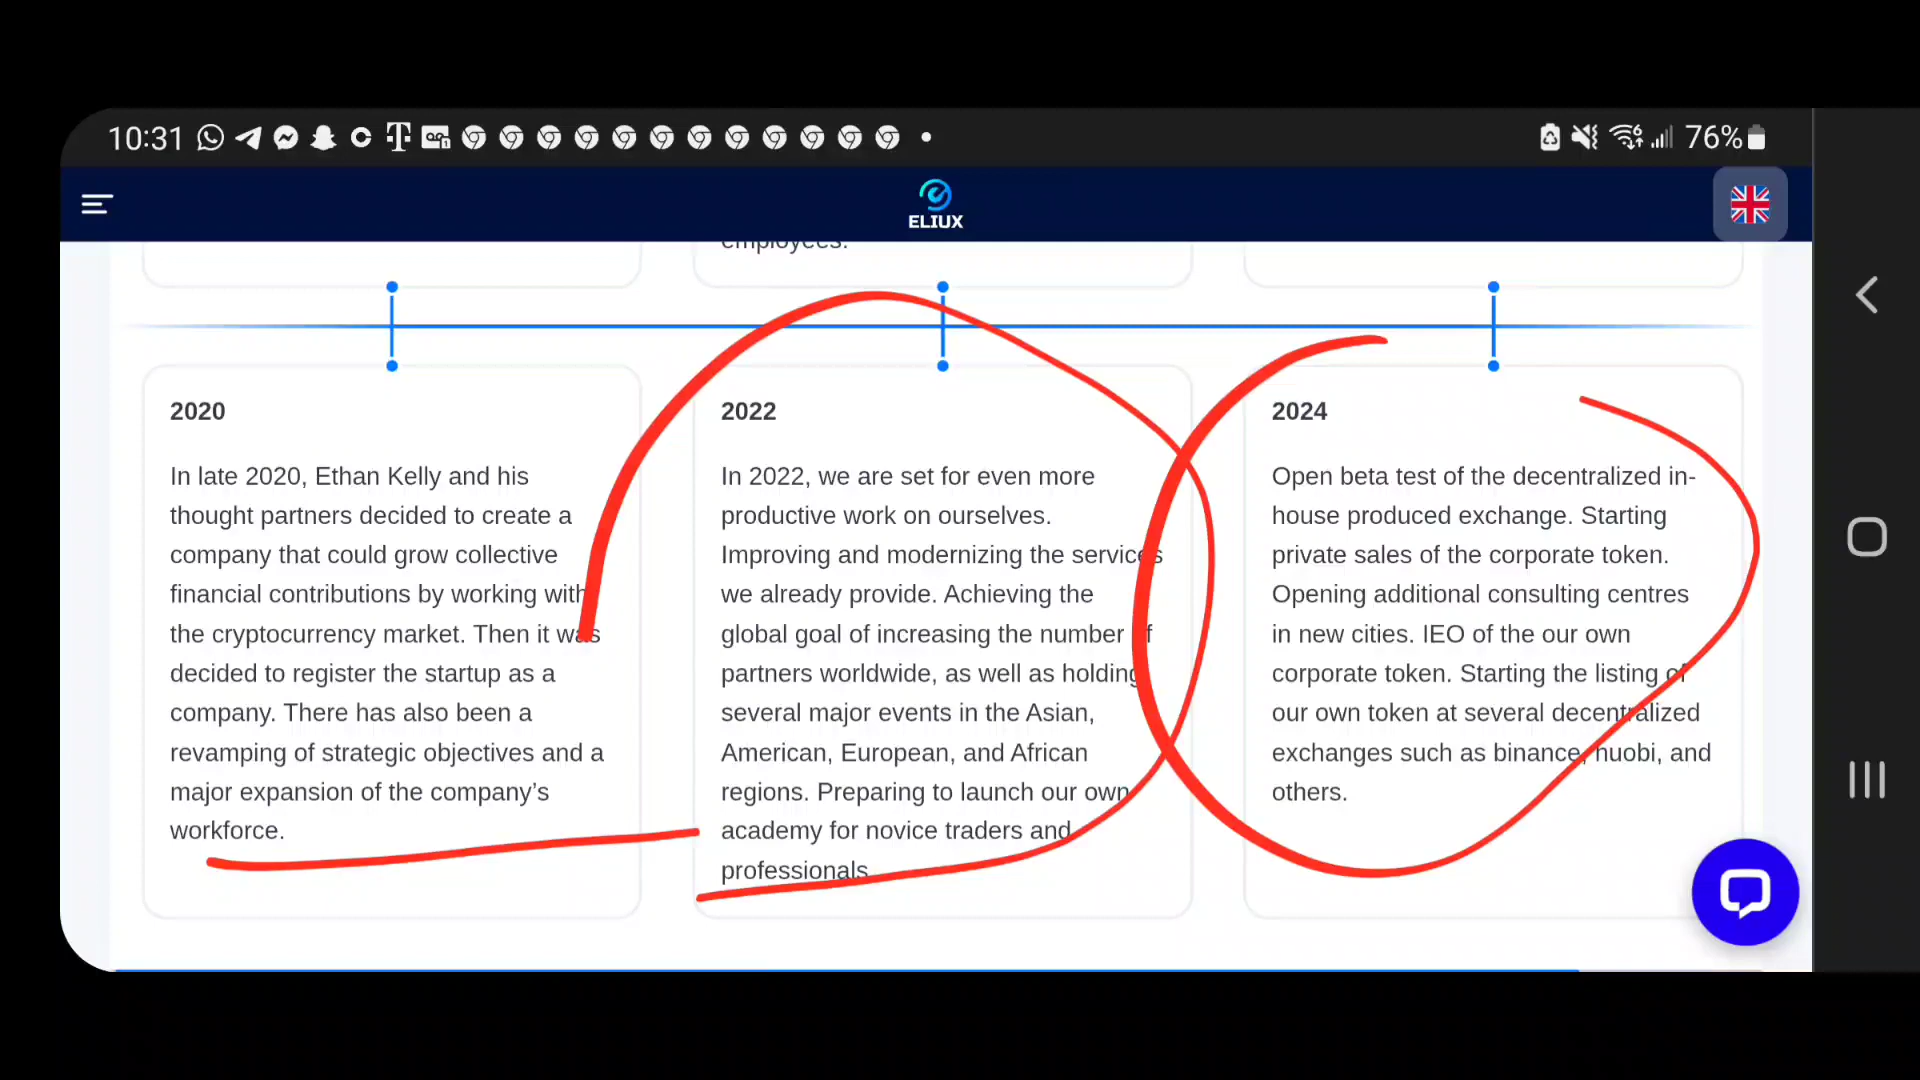 10:31
76%
ELIUX
employees.
2020
In late 2020, Ethan Kelly and his
thought partners decided to create a
company that could grow collective
financial contributions by working with
the cryptocurrency market. Then it was
decided to register the startup as a
company. There has also been a
revamping of strategic objectives and a
major expansion of the company’s
workforce.
2022
In 2022, we are set for even more
productive work on ourselves.
Improving and modernizing the services
we already provide. Achieving the
global goal of increasing the number of
partners worldwide, as well as holding
several major events in the Asian,
American, European, and African
regions. Preparing to launch our own
academy for novice traders and
professionals.
2024
Open beta test of the decentralized in-
house produced exchange. Starting
private sales of the corporate token.
Opening additional consulting centres
in new cities. IEO of the our own
corporate token. Starting the listing of
our own token at several decentralized
exchanges such as binance, huobi, and
others.